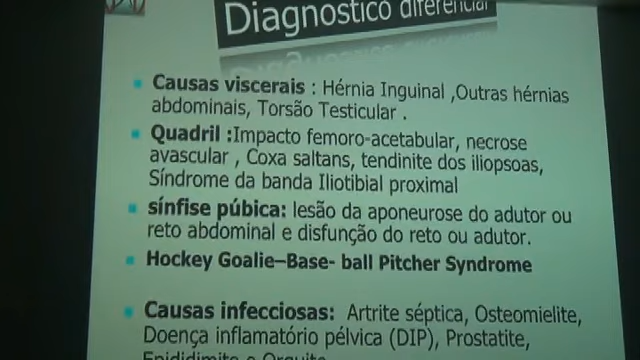 Diagnostico diferencial
Causas viscerais : Hérnia Inguinal ,Outras hérnias
abdominais, Torsão Testicular .
Quadril :Impacto femoro-acetabular, necrose
avascular , Coxa saltans, tendinite dos iliopsoas,
Síndrome da banda Iliotibial proximal
sínfise púbica: lesão da aponeurose do adutor ou
reto abdominal e disfunção do reto ou adutor.
Hockey Goalie–Base- ball Pitcher Syndrome
Causas infecciosas: Artrite séptica, Osteomielite,
Doença inflamatório pélvica (DIP), Prostatite,
Epididimite e Orquite